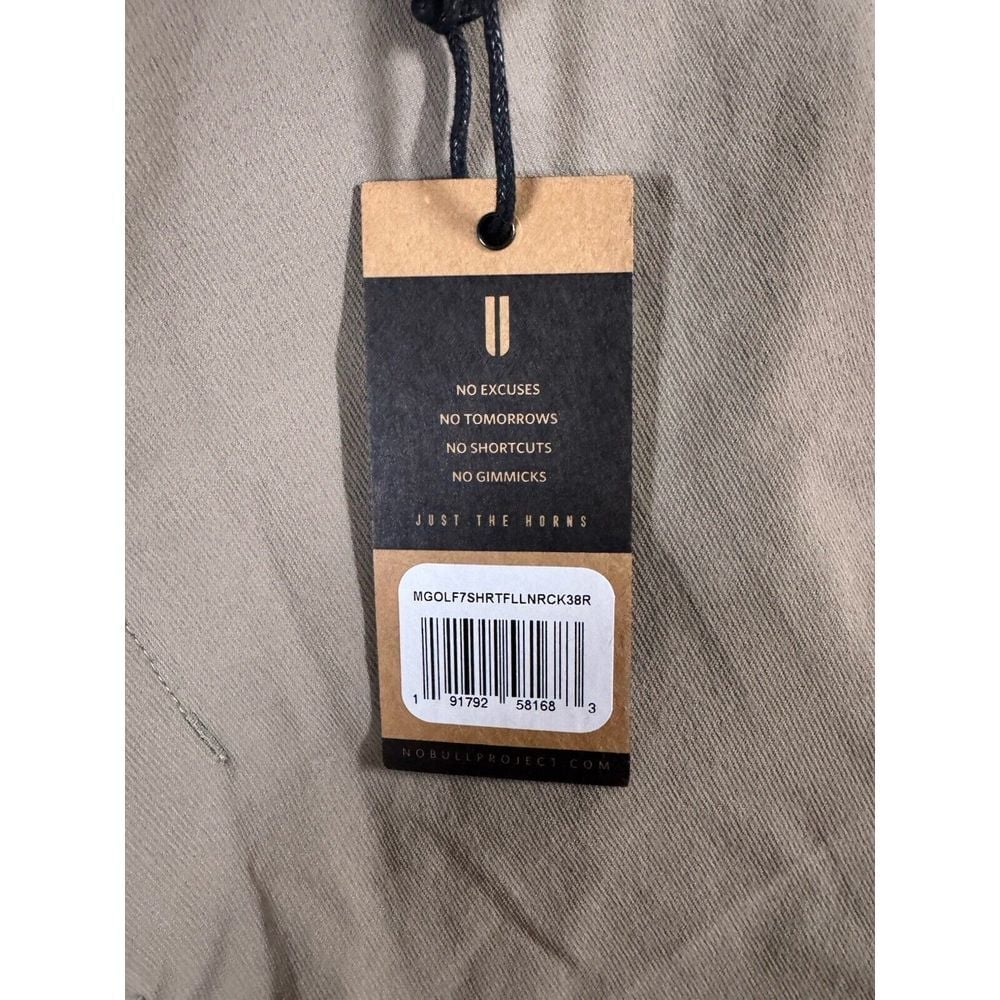 NO EXCUSES
NO TOMORROWS
NO SHORTCUTS
NO GIMMICKS
JUST THE HORNS
MGOLF7SHRTFLLNRCK38R
1 91792 58168 3
NOBULLPROJECT.COM